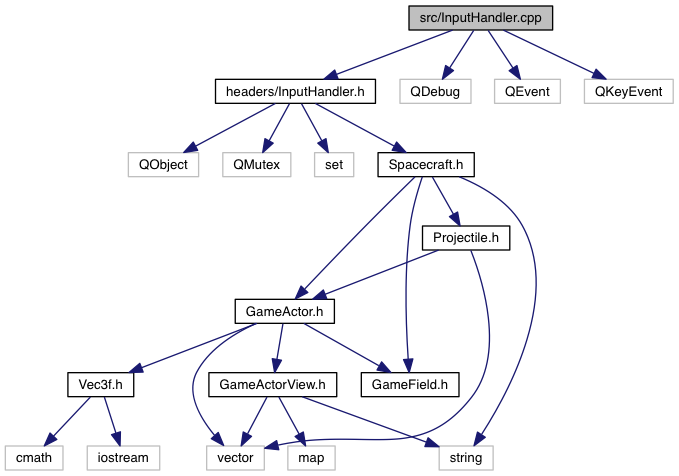 src/InputHandler.cpp
headers/InputHandler.h
QDebug
QEvent
QKeyEvent
QObject
QMutex
set
Spacecraft.h
Projectile.h
GameActor.h
Vec3f.h
GameActorView.h
GameField.h
cmath
iostream
vector
map
string